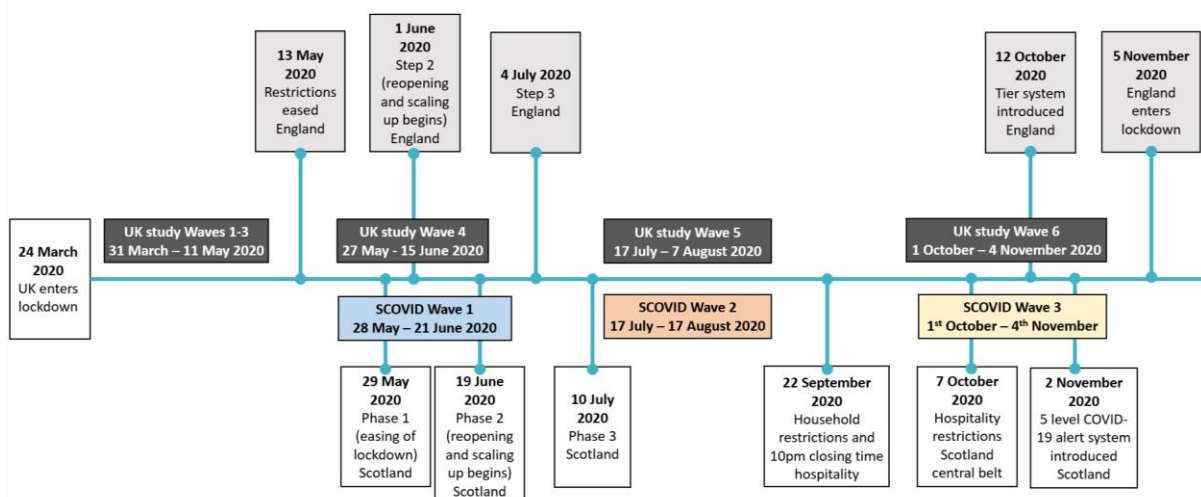 13 May
2020
Restrictions
eased
England
1 June
2020
Step 2
(reopening
and scaling
up begins)
England
4 July 2020
Step 3
England
12 October
2020
Tier system
introduced
England
5 November
2020
England
enters
lockdown
24 March
2020
UK enters
lockdown
UK study Waves 1-3
31 March – 11 May 2020
UK study Wave 4
27 May - 15 June 2020
UK study Wave 5
17 July – 7 August 2020
UK study Wave 6
1 October – 4 November 2020
SCOVID Wave 1
28 May – 21 June 2020
SCOVID Wave 2
17 July – 17 August 2020
SCOVID Wave 3
1st October – 4th November
29 May
2020
Phase 1
(easing of
lockdown)
Scotland
19 June
2020
Phase 2
(reopening
and scaling
up begins)
Scotland
10 July
2020
Phase 3
Scotland
22 September
2020
Household
restrictions and
10pm closing time
hospitality
7 October
2020
Hospitality
restrictions
Scotland
central belt
2 November
2020
5 level COVID-
19 alert system
introduced
Scotland